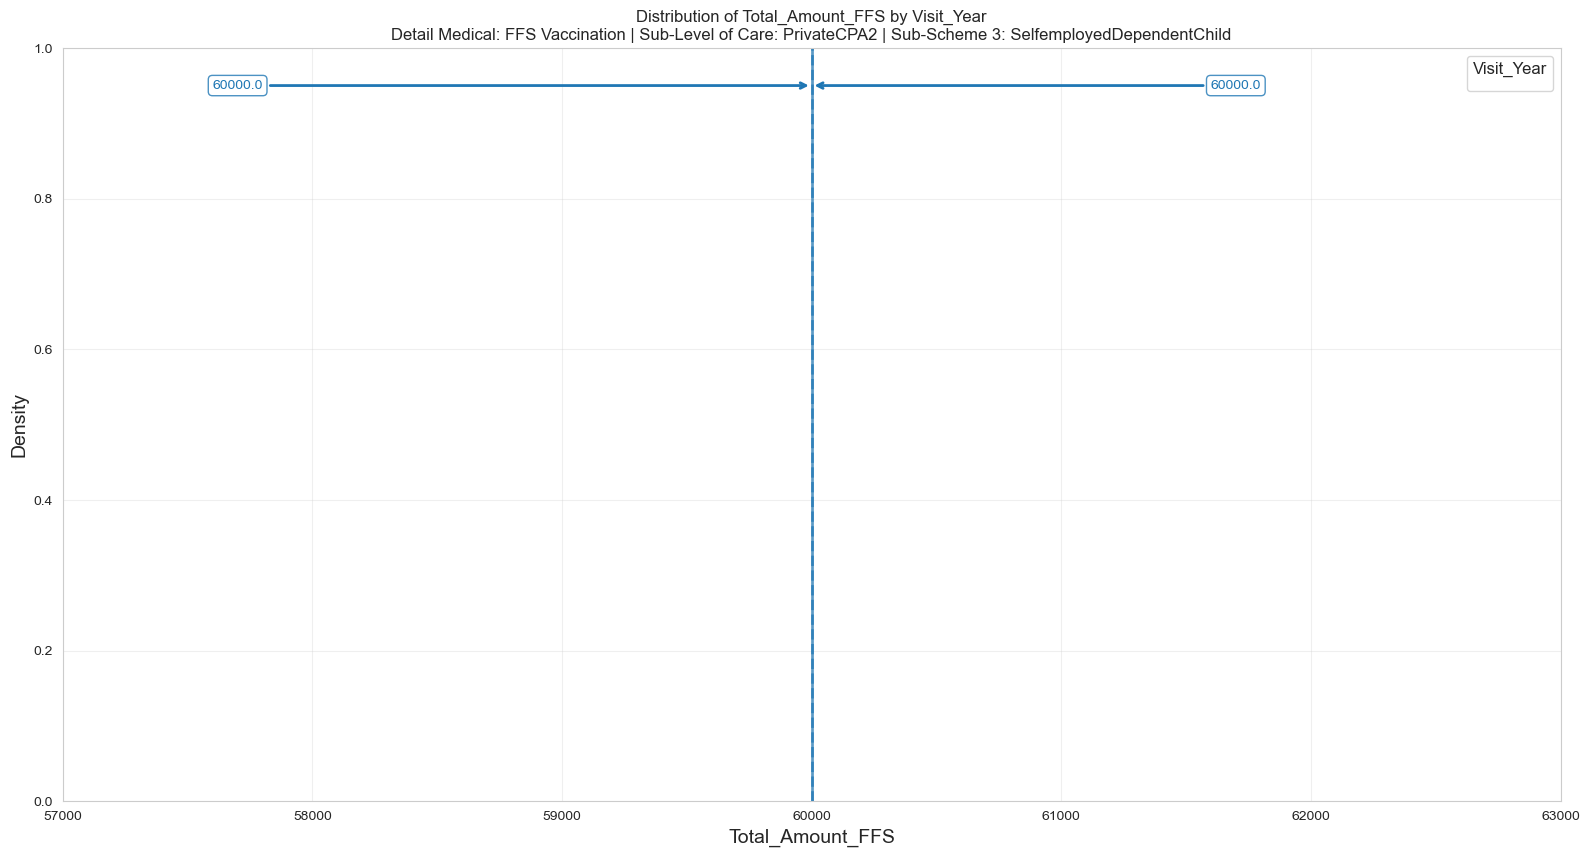 Distribution of Total_Amount_FFS by Visit_Year
Detail Medical: FFS Vaccination | Sub-Level of Care: PrivateCPA2 | Sub-Scheme 3: SelfemployedDependentChild
1.0
60000.0
60000.0
Visit_Year
0.8
0.6
Density
0.4
0.2
0.0
57000 58000 59000 60000 61000 62000 63000
Total_Amount_FFS